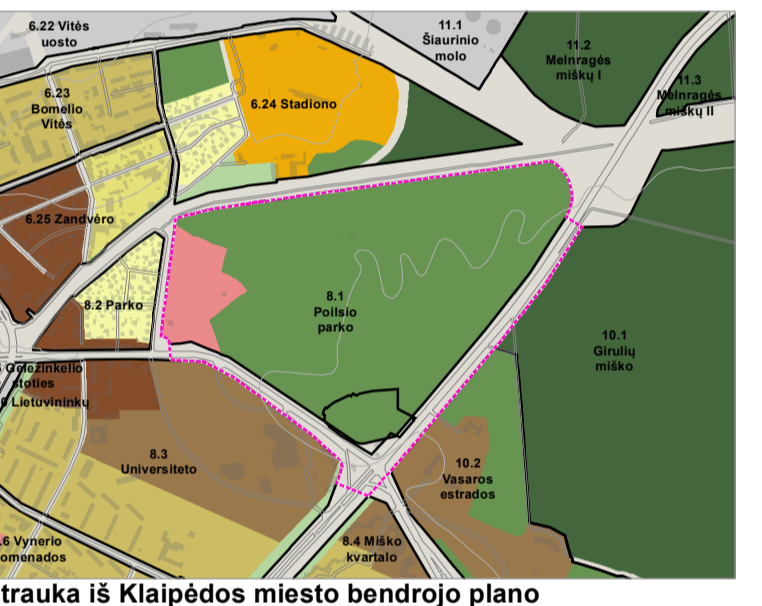 6.22 Vitės
uosto
11.1
Šiaurinio
molo
11.2
Melnragės
miškų I
11.3
Melnragės
miškų II
6.23
Bomelio
Vitės
6.24 Stadiono
6.25 Zandvėro
8.2 Parko
8.1
Poilsio
parko
10.1
Girulių
miško
Geležinkelio
stoties
Lietuvininkų
8.3
Universiteto
10.2
Vasaros
estrados
.6 Vynerio
omenados
8.4 Miško
kvartalo
trauka iš Klaipėdos miesto bendrojo plano